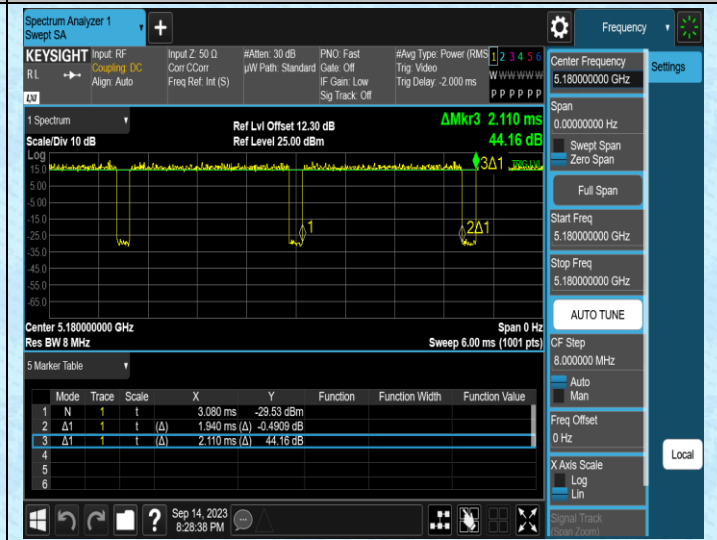 Spectrum Analyzer 1
Swept SA
+
Frequency
KEYSIGHT
RL
LXI
Input: RF
Coupling: DC
Align: Auto
Input Z: 50 Ω
Corr CCorr
Freq Ref: Int (S)
#Atten: 30 dB
µW Path: Standard
PNO: Fast
Gate: Off
IF Gain: Low
Sig Track: Off
#Avg Type: Power (RMS
Trig: Video
Trig Delay: -2.000 ms
1 2 3 4 5 6
W W W W W W
P P P P P P
1 Spectrum
Scale/Div 10 dB
Ref Lvl Offset 12.30 dB
Ref Level 25.00 dBm
ΔMkr3 2.110 ms
44.16 dB
Log
15.0
5.00
-5.00
-15.0
-25.0
-35.0
-45.0
-55.0
-65.0
3Δ1
TRIG LVL
1
2Δ1
Center 5.180000000 GHz
Res BW 8 MHz
Span 0 Hz
Sweep 6.00 ms (1001 pts)
5 Marker Table
Mode Trace Scale X Y Function Function Width Function Value
1 N 1 t 3.080 ms -29.53 dBm
2 Δ1 1 t (Δ) 1.940 ms (Δ) -0.4909 dB
3 Δ1 1 t (Δ) 2.110 ms (Δ) 44.16 dB
4
5
6
Sep 14, 2023
8:28:38 PM
?
Center Frequency
5.180000000 GHz
Span
0.00000000 Hz
Swept Span
Zero Span
Full Span
Start Freq
5.180000000 GHz
Stop Freq
5.180000000 GHz
AUTO TUNE
CF Step
8.000000 MHz
Auto
Man
Freq Offset
0 Hz
X Axis Scale
Log
Lin
Signal Track
(Span Zoom)
Settings
Local